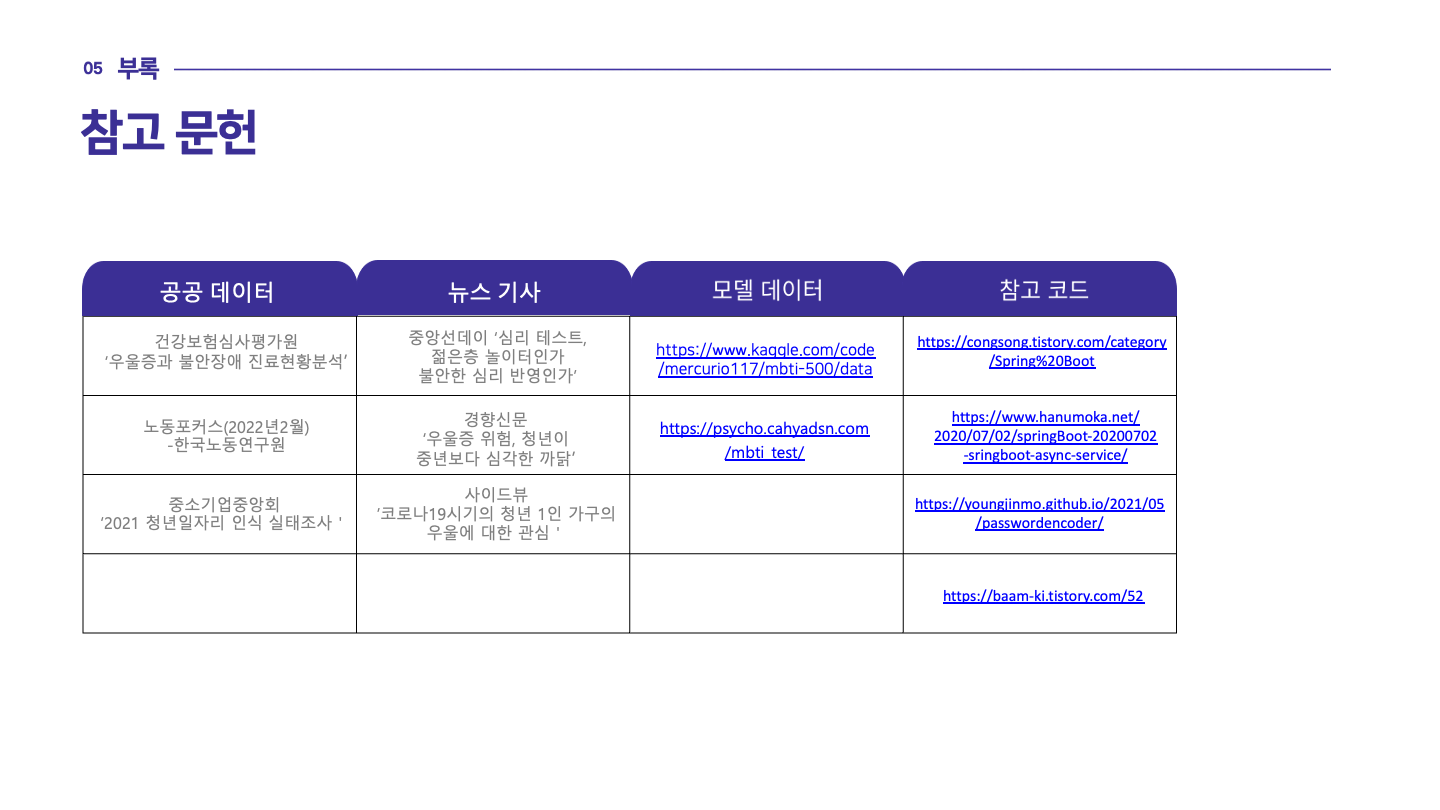 05 부록
참고 문헌
공공 데이터
뉴스 기사
모델 데이터
참고 코드
건강보험심사평가원
‘우울증과 불안장애 진료현황분석’
중앙선데이 ‘심리 테스트,
젊은층 놀이터인가
불안한 심리 반영인가’
https://www.kaggle.com/code
/mercurio117/mbti-500/data
https://congsong.tistory.com/category
/Spring%20Boot
노동포커스(2022년2월)
-한국노동연구원
경향신문
‘우울증 위험, 청년이
중년보다 심각한 까닭’
https://psycho.cahyadsn.com
/mbti_test/
https://www.hanumoka.net/
2020/07/02/springBoot-20200702
-sringboot-async-service/
중소기업중앙회
‘2021 청년일자리 인식 실태조사 '
사이드뷰
‘코로나19시기의 청년 1인 가구의
우울에 대한 관심 '
https://youngjinmo.github.io/2021/05
/passwordencoder/
https://baam-ki.tistory.com/52